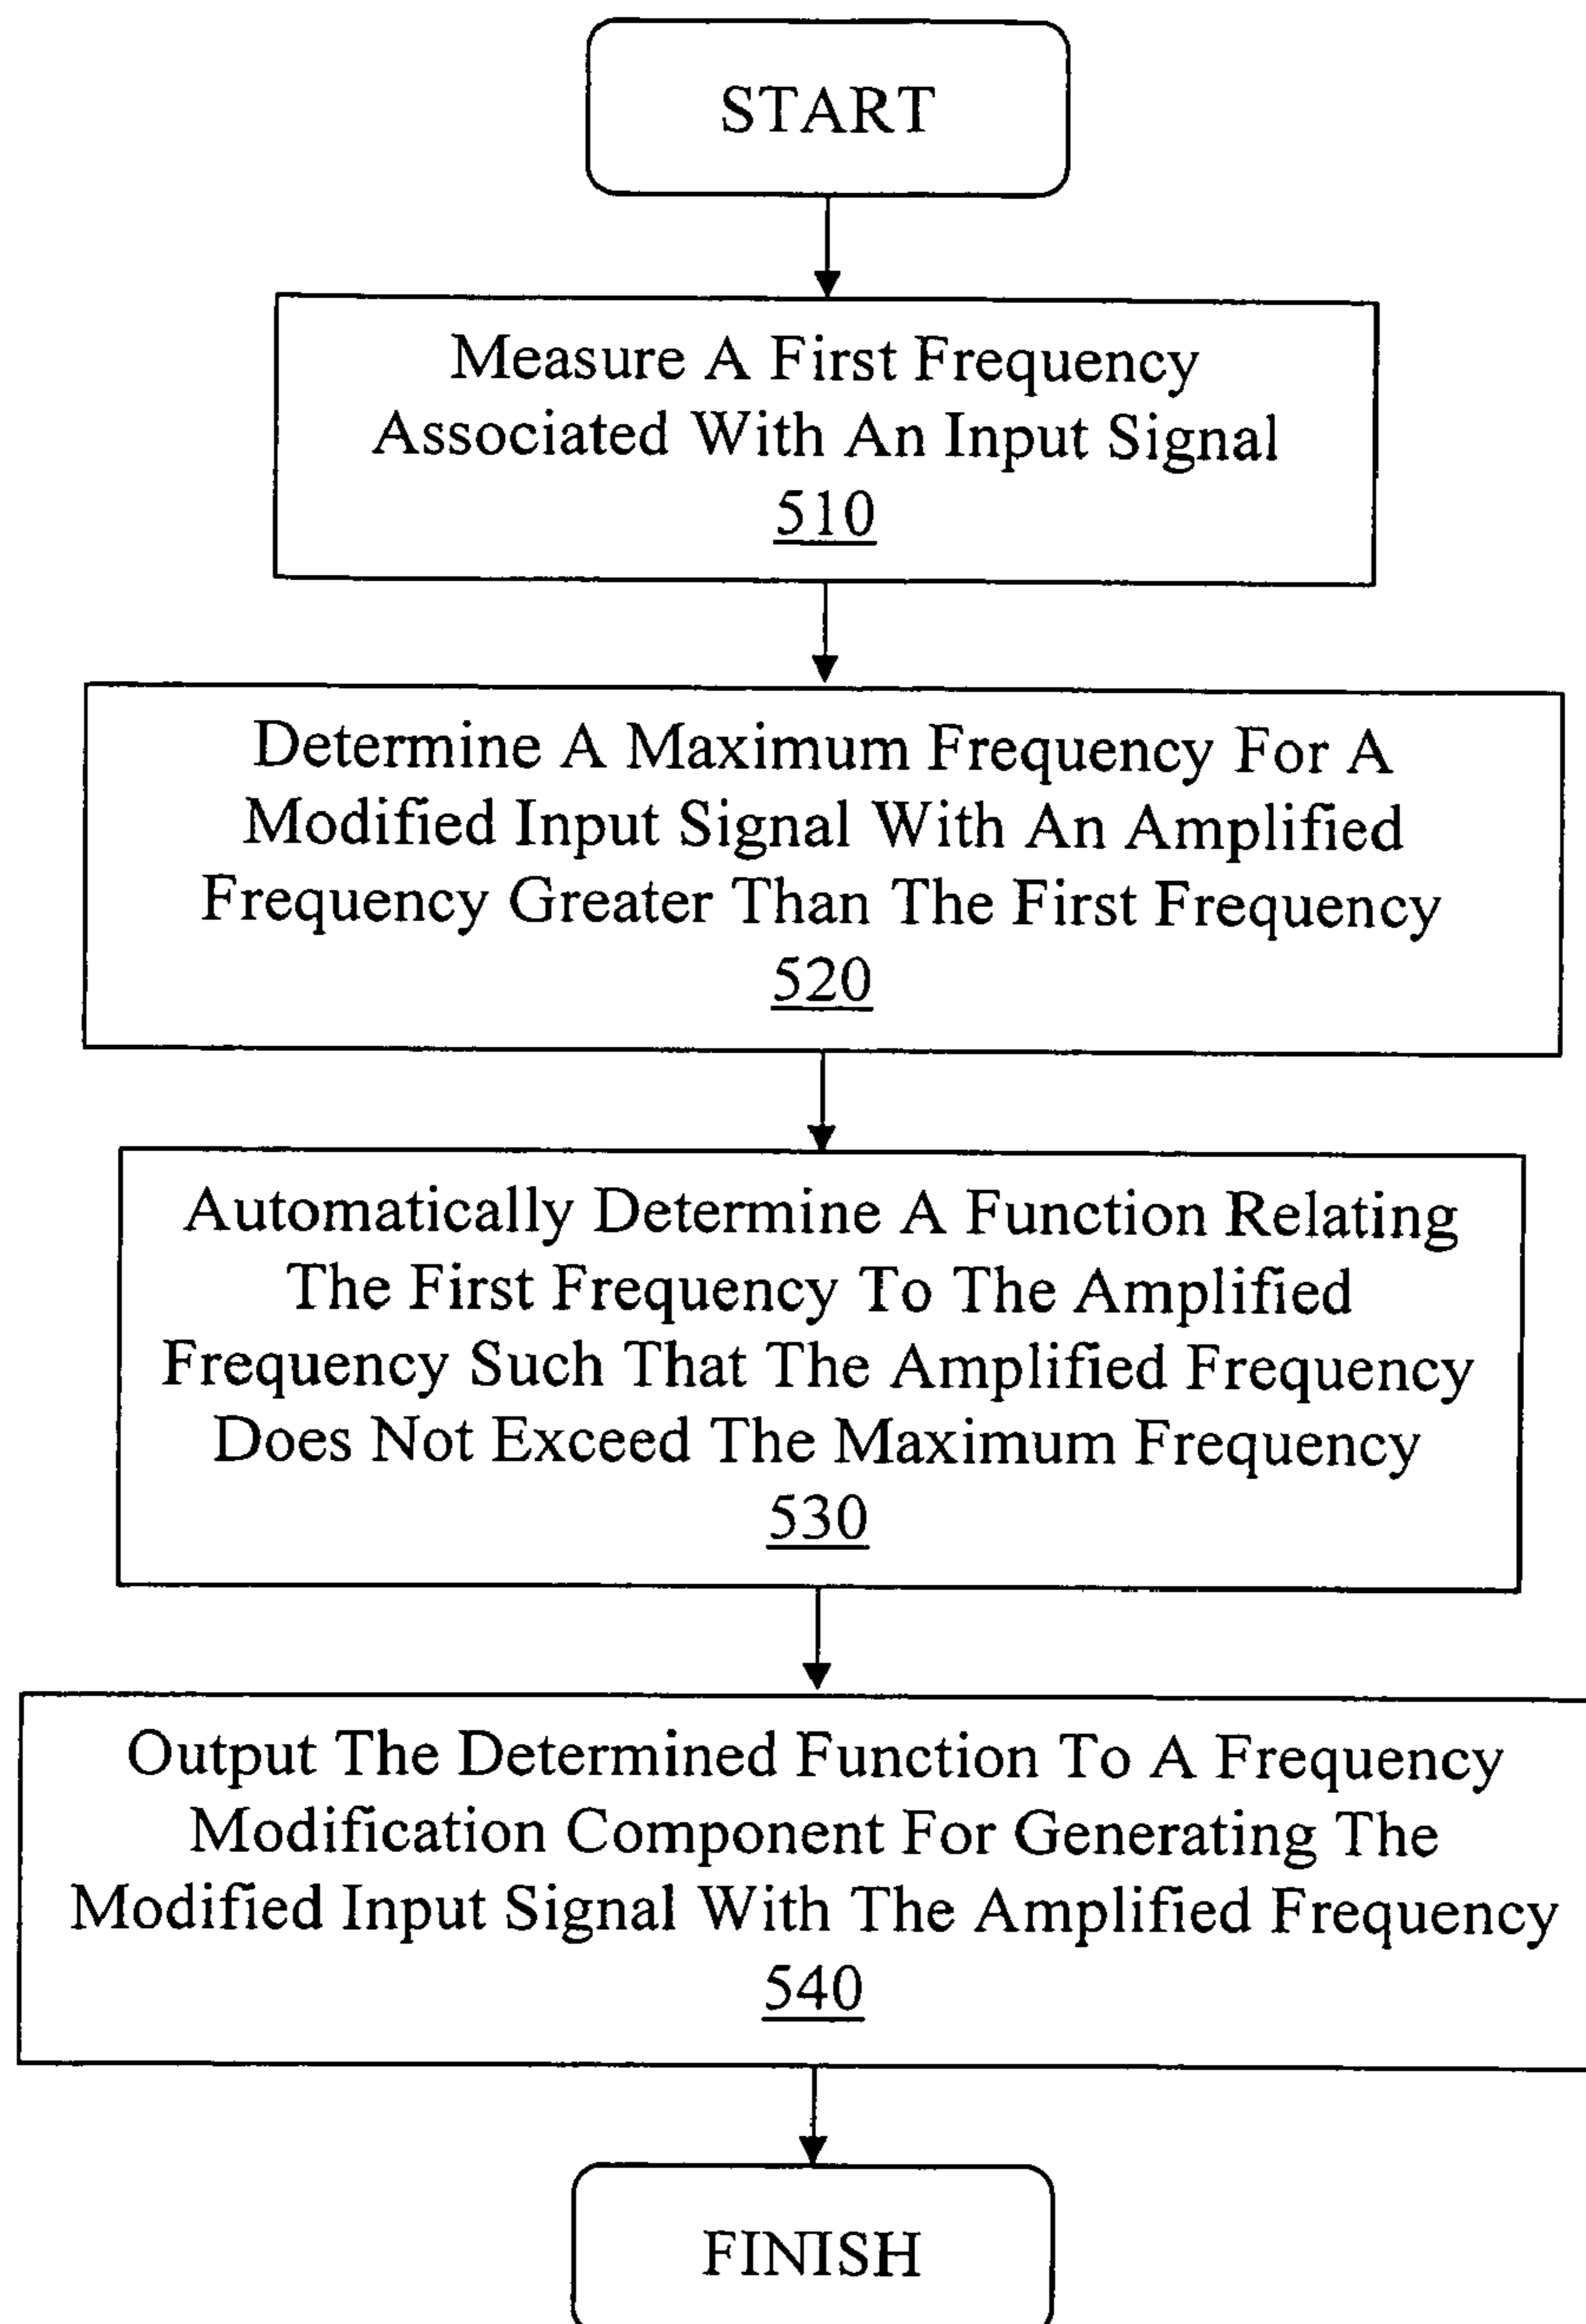 START
Measure A First Frequency
Associated With An Input Signal
510
Determine A Maximum Frequency For A
Modified Input Signal With An Amplified
Frequency Greater Than The First Frequency
520
Automatically Determine A Function Relating
The First Frequency To The Amplified
Frequency Such That The Amplified Frequency
Does Not Exceed The Maximum Frequency
530
Output The Determined Function To A Frequency
Modification Component For Generating The
Modified Input Signal With The Amplified Frequency
540
FINISH